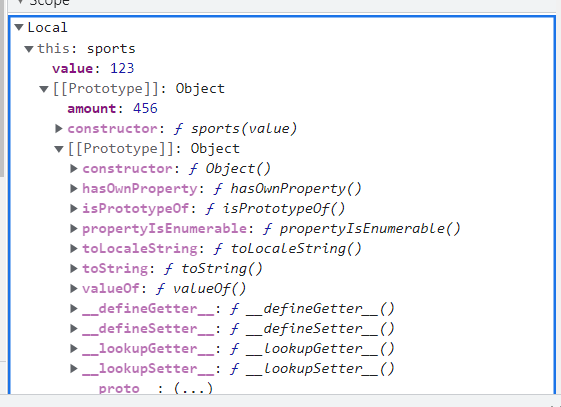 Scope
Local
this: sports
value: 123
[[Prototype]]: Object
amount: 456
constructor: ƒ sports(value)
[[Prototype]]: Object
constructor: ƒ Object()
hasOwnProperty: ƒ hasOwnProperty()
isPrototypeOf: ƒ isPrototypeOf()
propertyIsEnumerable: ƒ propertyIsEnumerable()
toLocaleString: ƒ toLocaleString()
toString: ƒ toString()
valueOf: ƒ valueOf()
__defineGetter__: ƒ __defineGetter__()
__defineSetter__: ƒ __defineSetter__()
__lookupGetter__: ƒ __lookupGetter__()
__lookupSetter__: ƒ __lookupSetter__()
__proto__: (...)